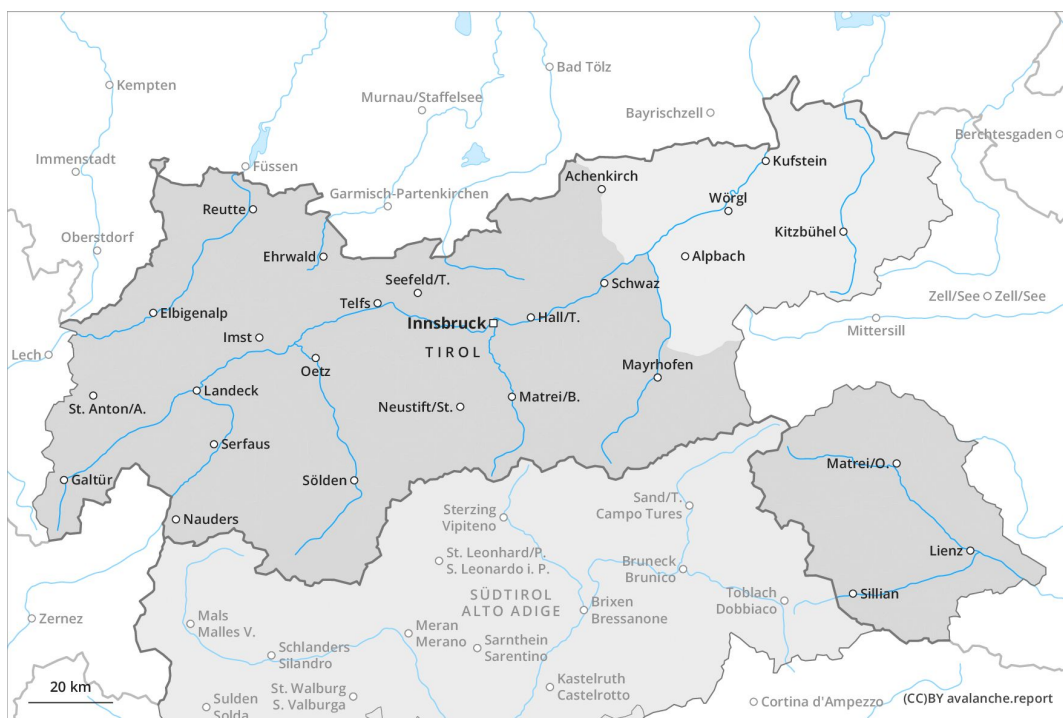 Kempten
Bad Tölz
Murnau/Staffelsee
Bayrischzell
Berchtesgaden
Immenstadt
Füssen
Kufstein
Achenkirch
Garmisch-Partenkirchen
Wörgl
Reutte
Kitzbühel
Oberstdorf
Ehrwald
Alpbach
Seefeld/T.
Schwaz
Zell/See
Zell/See
Telfs
Elbigenalp
Innsbruck
Hall/T.
Mittersill
Imst
TIROL
Lech
Oetz
Mayrhofen
Landeck
St. Anton/A.
Neustift/St.
Matrei/B.
Serfaus
Matrei/O.
Galtür
Sölden
Sand/T.
Campo Tures
Sterzing
Vipiteno
Nauders
Lienz
St. Leonhard/P.
S. Leonardo i. P.
Bruneck
Brunico
SÜDTIROL
ALTO ADIGE
Toblach
Dobbiaco
Sillian
Brixen
Bressanone
Zernez
Mals
Malles V.
Meran
Merano
Sarnthein
Sarentino
Schlanders
Silandro
20 km
St. Walburg
S. Valburga
Kastelruth
Castelrotto
Sulden
Solda
Cortina d'Ampezzo
(CC)BY avalanche.report